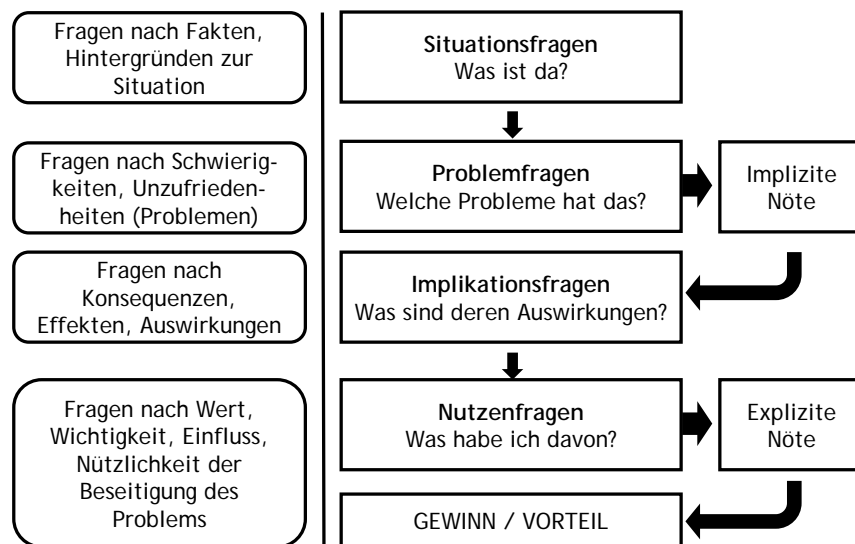 Fragen nach Fakten,
Hintergründen zur
Situation
Situationsfragen
Was ist da?
Fragen nach Schwierig-
keiten, Unzufrieden-
heiten (Problemen)
Problemfragen
Welche Probleme hat das?
Implizite
Nöte
Fragen nach
Konsequenzen,
Effekten, Auswirkungen
Implikationsfragen
Was sind deren Auswirkungen?
Fragen nach Wert,
Wichtigkeit, Einfluss,
Nützlichkeit der
Beseitigung des
Problems
Nutzenfragen
Was habe ich davon?
Explizite
Nöte
GEWINN / VORTEIL